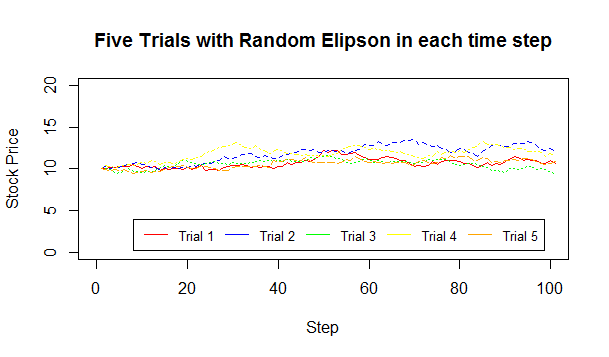 Five Trials with Random Elipson in each time step
Stock Price
20
15
10
5
0
Trial 1 Trial 2 Trial 3 Trial 4 Trial 5
0 20 40 60 80 100
Step